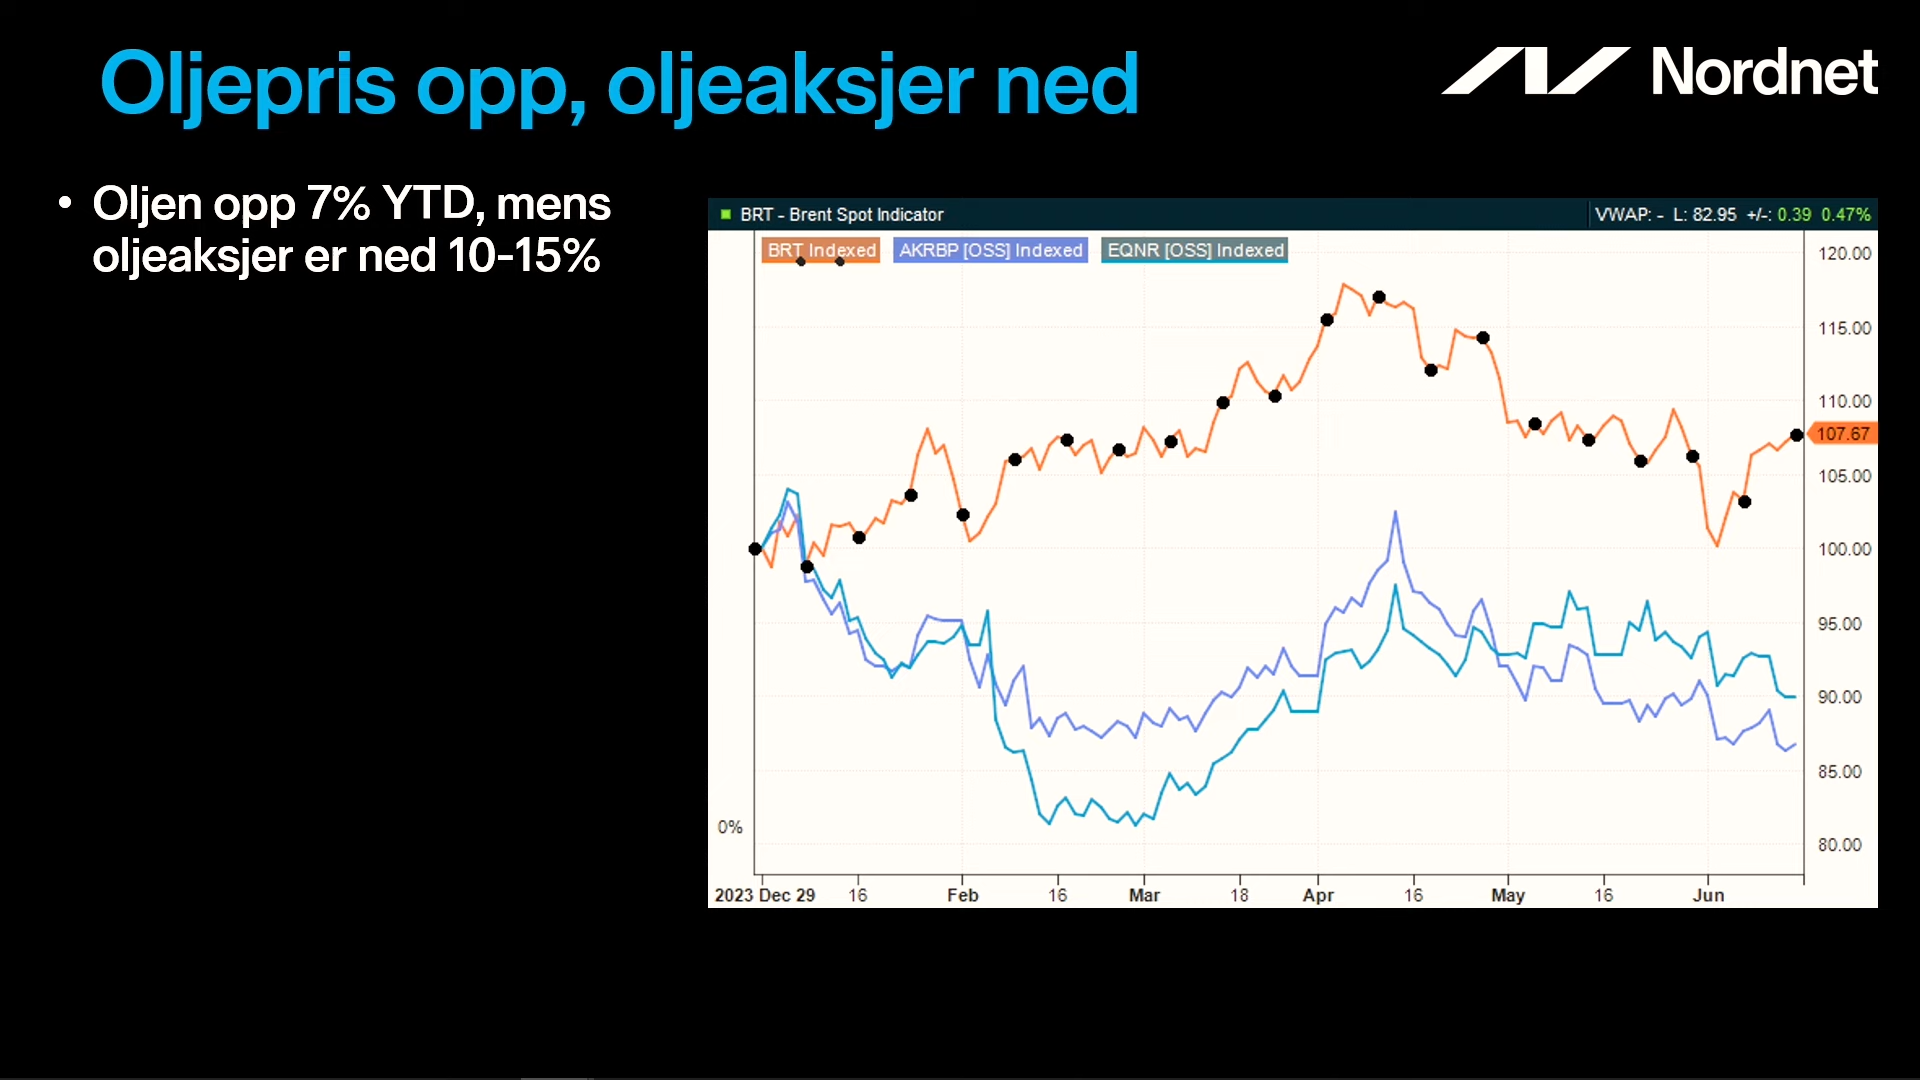 Oljepris opp, oljeaksjer ned
Nordnet
• Oljen opp 7% YTD, mens
oljeaksjer er ned 10-15%
BRT - Brent Spot Indicator
VWAP: - L: 82.95 +/-: 0.39 0.47%
BRT Indexed
AKRBP [OSS] Indexed
EQNR [OSS] Indexed
120.00
115.00
110.00
107.67
105.00
100.00
95.00
90.00
85.00
80.00
0%
2023 Dec 29 16 Feb 16 Mar 18 Apr 16 May 16 Jun